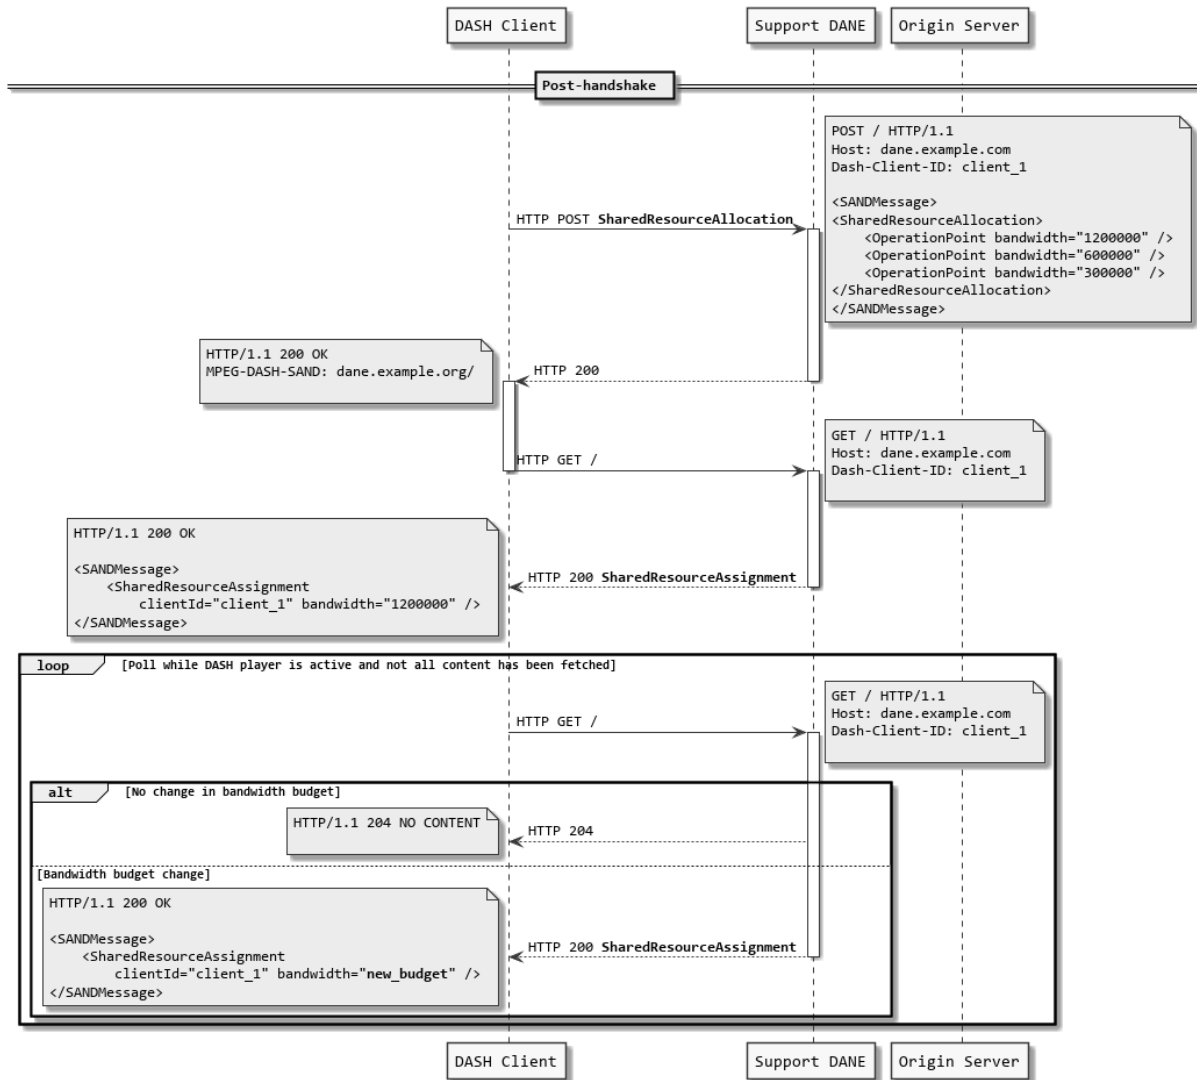 DASH Client
Support DANE
Origin Server
Post-handshake
POST / HTTP/1.1
Host: dane.example.com
Dash-Client-ID: client_1
<SANDMessage>
<SharedResourceAllocation>
<OperationPoint bandwidth="1200000" />
<OperationPoint bandwidth="600000" />
<OperationPoint bandwidth="300000" />
</SharedResourceAllocation>
</SANDMessage>
HTTP POST SharedResourceAllocation
HTTP/1.1 200 OK
MPEG-DASH-SAND: dane.example.org/
HTTP 200
GET / HTTP/1.1
Host: dane.example.com
Dash-Client-ID: client_1
HTTP GET /
HTTP/1.1 200 OK
<SANDMessage>
<SharedResourceAssignment
clientId="client_1" bandwidth="1200000" />
</SANDMessage>
HTTP 200 SharedResourceAssignment
loop
[Poll while DASH player is active and not all content has been fetched]
GET / HTTP/1.1
Host: dane.example.com
Dash-Client-ID: client_1
HTTP GET /
alt
[No change in bandwidth budget]
HTTP/1.1 204 NO CONTENT
HTTP 204
[Bandwidth budget change]
HTTP/1.1 200 OK
<SANDMessage>
<SharedResourceAssignment
clientId="client_1" bandwidth="new_budget" />
</SANDMessage>
HTTP 200 SharedResourceAssignment
DASH Client
Support DANE
Origin Server